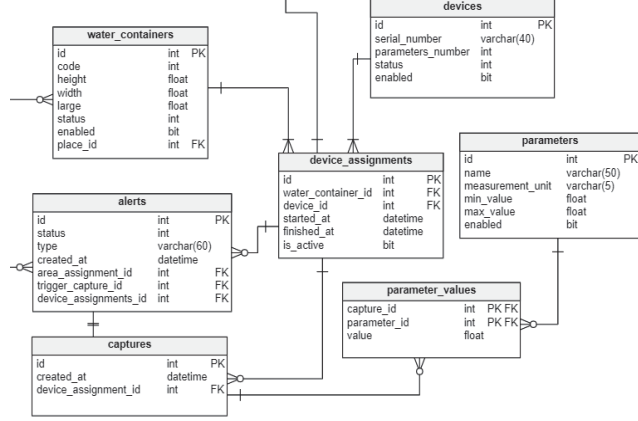 devices
id int PK
serial_number varchar(40)
parameters_number int
status int
enabled bit
water_containers
id int PK
code int
height float
width float
large float
status int
enabled bit
place_id int FK
parameters
id int PK
name varchar(50)
measurement_unit varchar(5)
min_value float
max_value float
enabled bit
device_assignments
id int PK
water_container_id int FK
device_id int FK
started_at datetime
finished_at datetime
is_active bit
alerts
id int PK
status int
type varchar(60)
created_at datetime
area_assignment_id int FK
trigger_capture_id int FK
device_assignments_id int FK
parameter_values
capture_id int PK FK
parameter_id int PK FK
value float
captures
id int PK
created_at datetime
device_assignment_id int FK